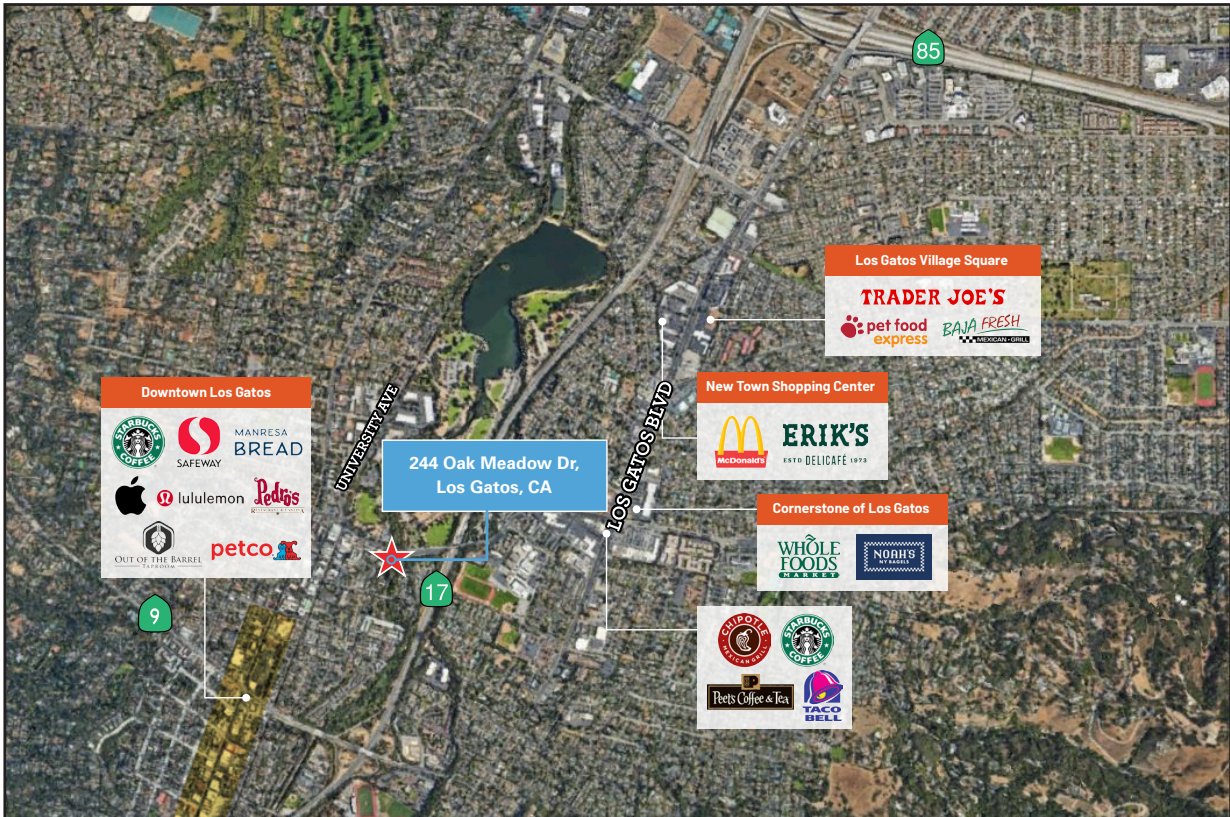 85
Los Gatos Village Square
TRADER JOE'S
pet food
express
BAJA FRESH
MEXICAN GRILL
New Town Shopping Center
McDonald's
ERIK'S
ESTD DELICAFÉ 1973
LOS GATOS BLVD
UNIVERSITY AVE
Downtown Los Gatos
STARBUCKS
COFFEE
SAFEWAY
MANRESA
BREAD
lululemon
Pedro's
OUT OF THE BARREL
TAPROOM
petco
244 Oak Meadow Dr,
Los Gatos, CA
Cornerstone of Los Gatos
WHOLE
FOODS
MARKET
NOAH'S
NY BAGELS
17
9
CHIPOTLE
MEXICAN GRILL
STARBUCKS
COFFEE
Peet's Coffee & Tea
TACO
BELL